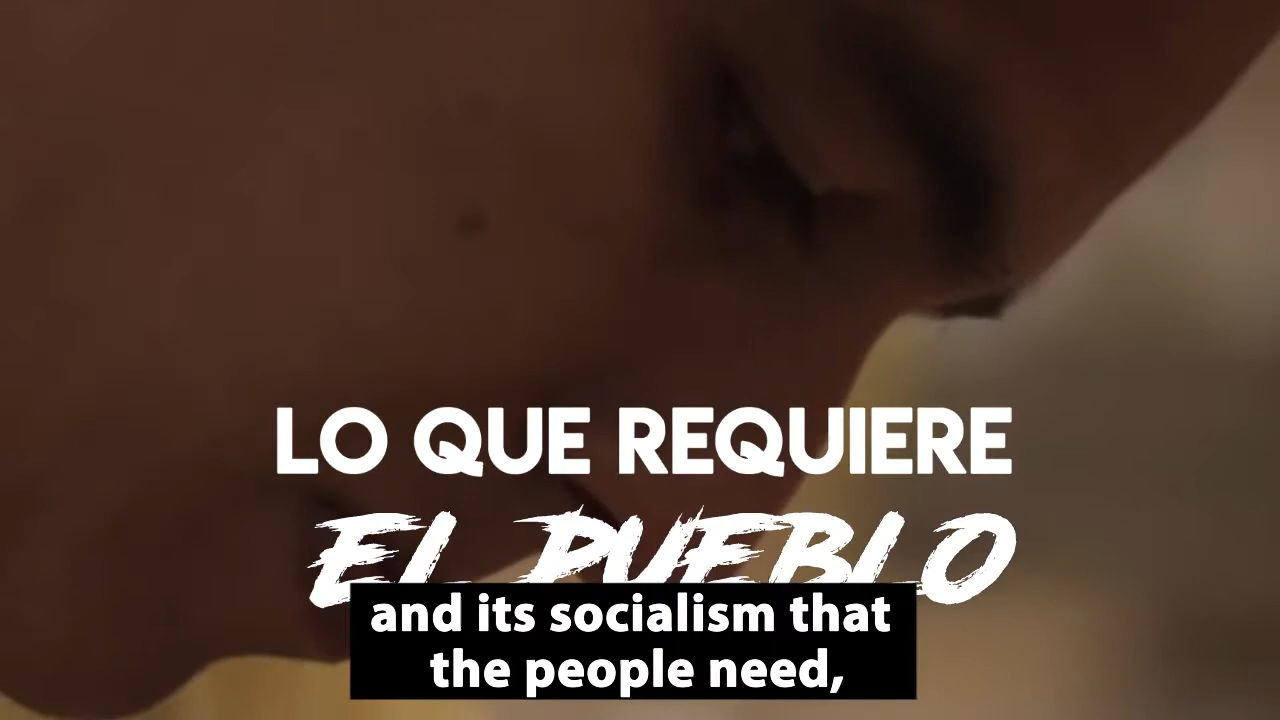 LO QUE REQUIERE
EL PUEBLO
and its socialism that
the people need,